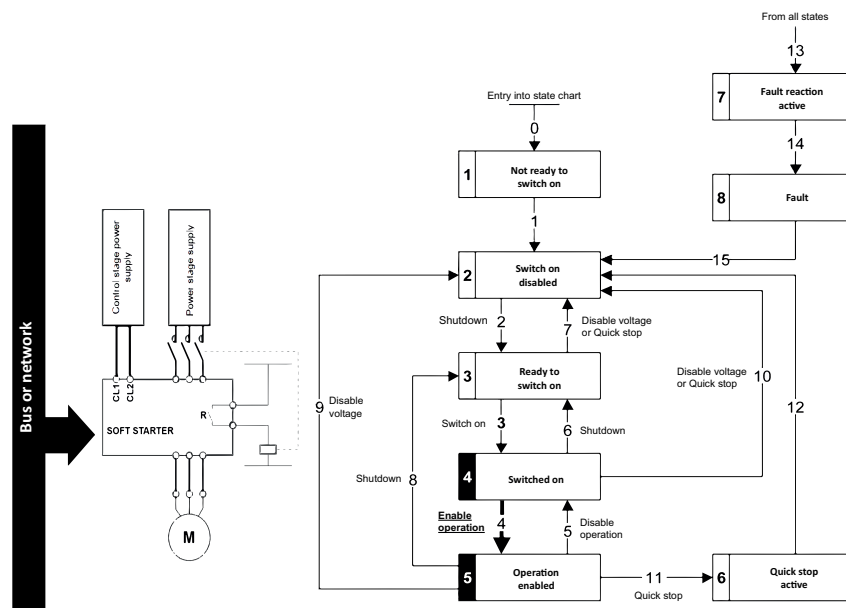 From all states
13
7
Fault reaction
active
14
8
Fault
15
Entry into state chart
0
1
Not ready to
switch on
1
2
Switch on
disabled
Shutdown
2
7
Disable voltage
or Quick stop
3
Ready to
switch on
Switch on
3
6
Shutdown
4
Switched on
Enable
operation
4
5
Disable
operation
5
Operation
enabled
11
Quick stop
6
Quick stop
active
9
Disable
voltage
Shutdown
8
Disable voltage
or Quick stop
10
12
Bus or network
Control stage power
supply
Power stage supply
CL1
CL2
R
SOFT STARTER
M